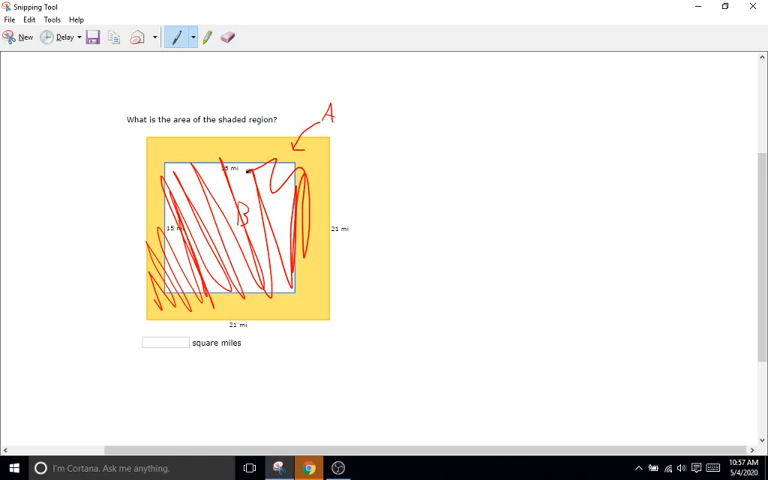 Snipping Tool
File Edit Tools Help
New Delay
What is the area of the shaded region?
A
15 mi
B
15 mi
21 mi
21 mi
square miles
I'm Cortana. Ask me anything.
10:57 AM
5/4/2020